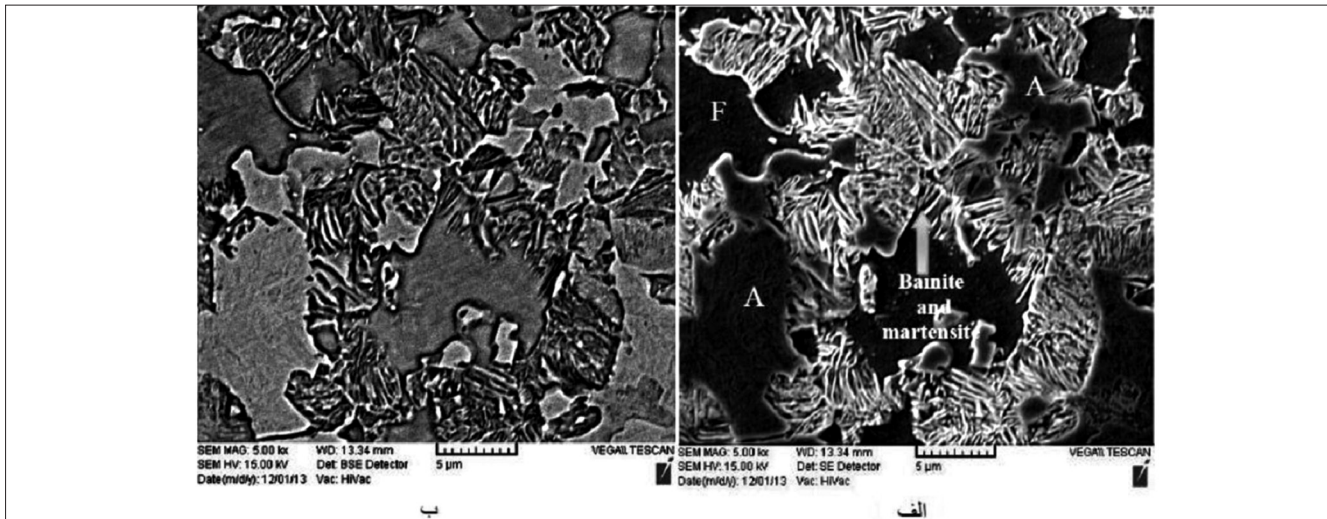 F
A
A
Bainite
and
martensite
SEM MAG: 5.00 kx WD: 13.34 mm
SEM HV: 15.00 kV Det: BSE Detector 5 µm VEGA\\ TESCAN
Date(m/d/y): 12/01/13 Vac: HiVac
SEM MAG: 5.00 kx WD: 13.34 mm
SEM HV: 15.00 kV Det: SE Detector 5 µm VEGA\\ TESCAN
Date(m/d/y): 12/01/13 Vac: HiVac
ب
الف